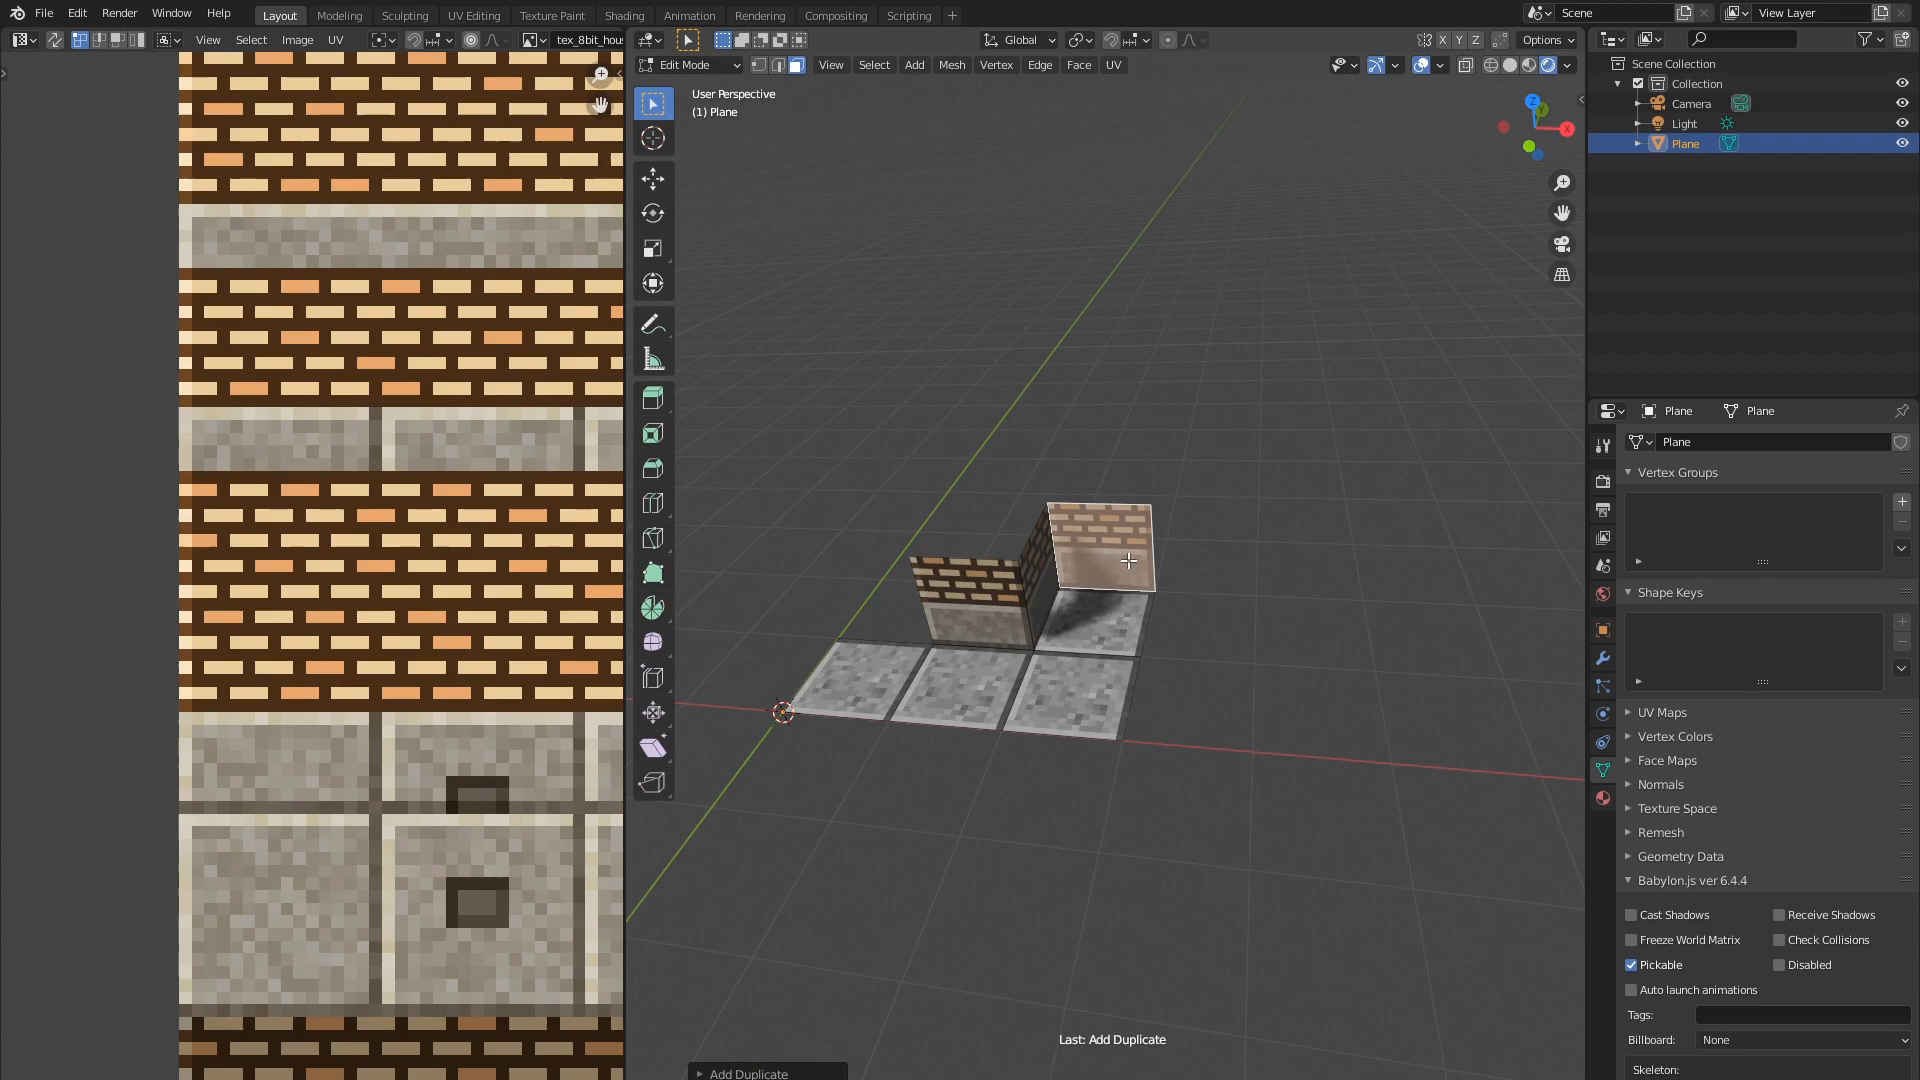 File Edit Render Window Help Layout Modeling Sculpting UV Editing Texture Paint Shading Animation Rendering Compositing Scripting + Scene View Layer
View Select Image UV tex_8bit_hou Global X Y Z Options
Edit Mode View Select Add Mesh Vertex Edge Face UV
User Perspective
(1) Plane
Z
Y
X
Last: Add Duplicate
Add Duplicate
Scene Collection
Collection
Camera
Light
Plane
Plane Plane
Plane
Vertex Groups
Shape Keys
UV Maps
Vertex Colors
Face Maps
Normals
Texture Space
Remesh
Geometry Data
Babylon.js ver 6.4.4
Cast Shadows Receive Shadows
Freeze World Matrix Check Collisions
Pickable Disabled
Auto launch animations
Tags:
Billboard: None
Skeleton: